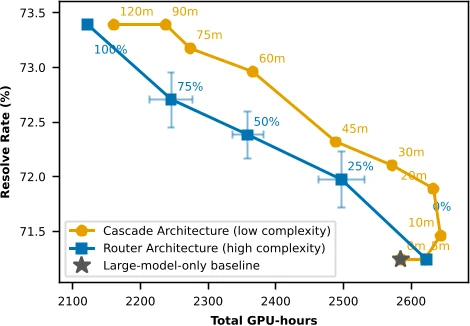 73.5
73.0
72.5
72.0
71.5
Resolve Rate (%)
120m
90m
75m
60m
45m
30m
20m
10m
0m 5m
100%
75%
50%
25%
0%
Cascade Architecture (low complexity)
Router Architecture (high complexity)
Large-model-only baseline
2100
2200
2300
2400
2500
2600
Total GPU-hours